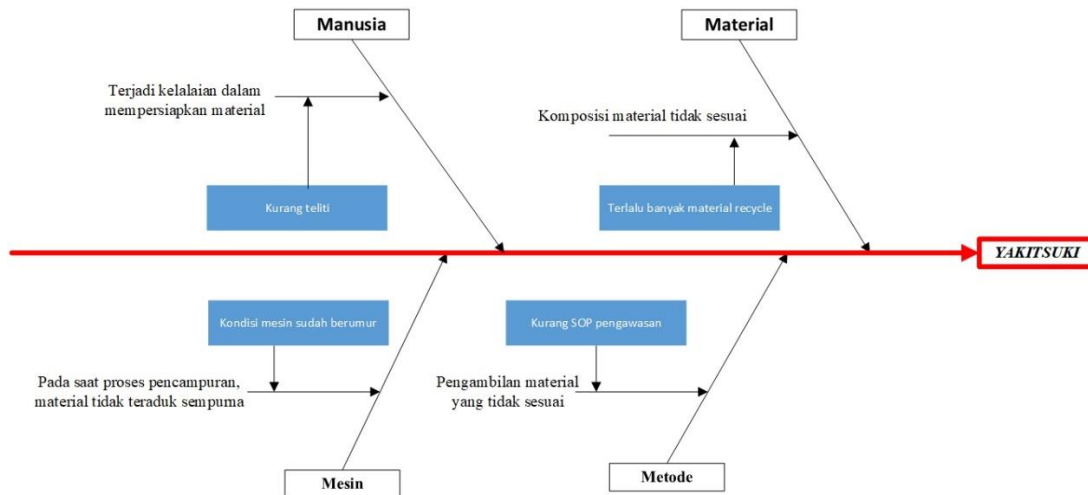 Manusia
Material
Terjadi kelalaian dalam
mempersiapkan material
Komposisi material tidak sesuai
Kurang teliti
Terlalu banyak material recycle
YAKITSUKI
Kondisi mesin sudah berumur
Kurang SOP pengawasan
Pada saat proses pencampuran,
material tidak teraduk sempurna
Pengambilan material
yang tidak sesuai
Mesin
Metode